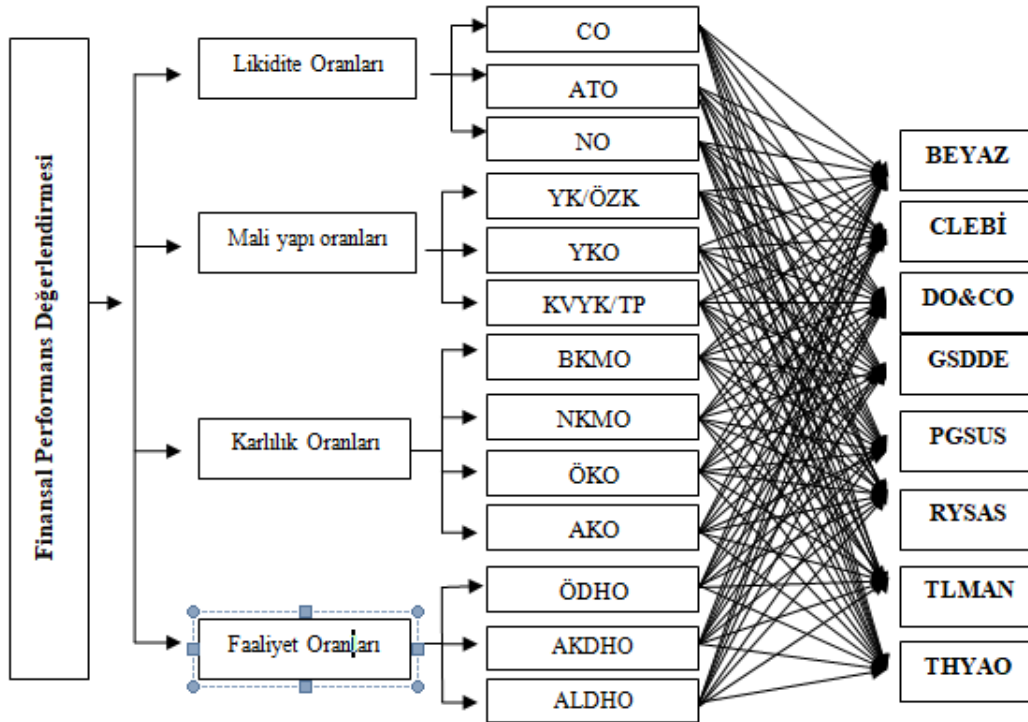 Finansal Performans Değerlendirmesi
Likidite Oranları
Mali yapı oranları
Karlılık Oranları
Faaliyet Oranları
CO
ATO
NO
YK/ÖZK
YKO
KVYK/TP
BKMO
NKMO
ÖKO
AKO
ÖDHO
AKDHO
ALDHO
BEYAZ
CLEBİ
DO&CO
GSDDE
PGSUS
RYSAS
TLMAN
THYAO